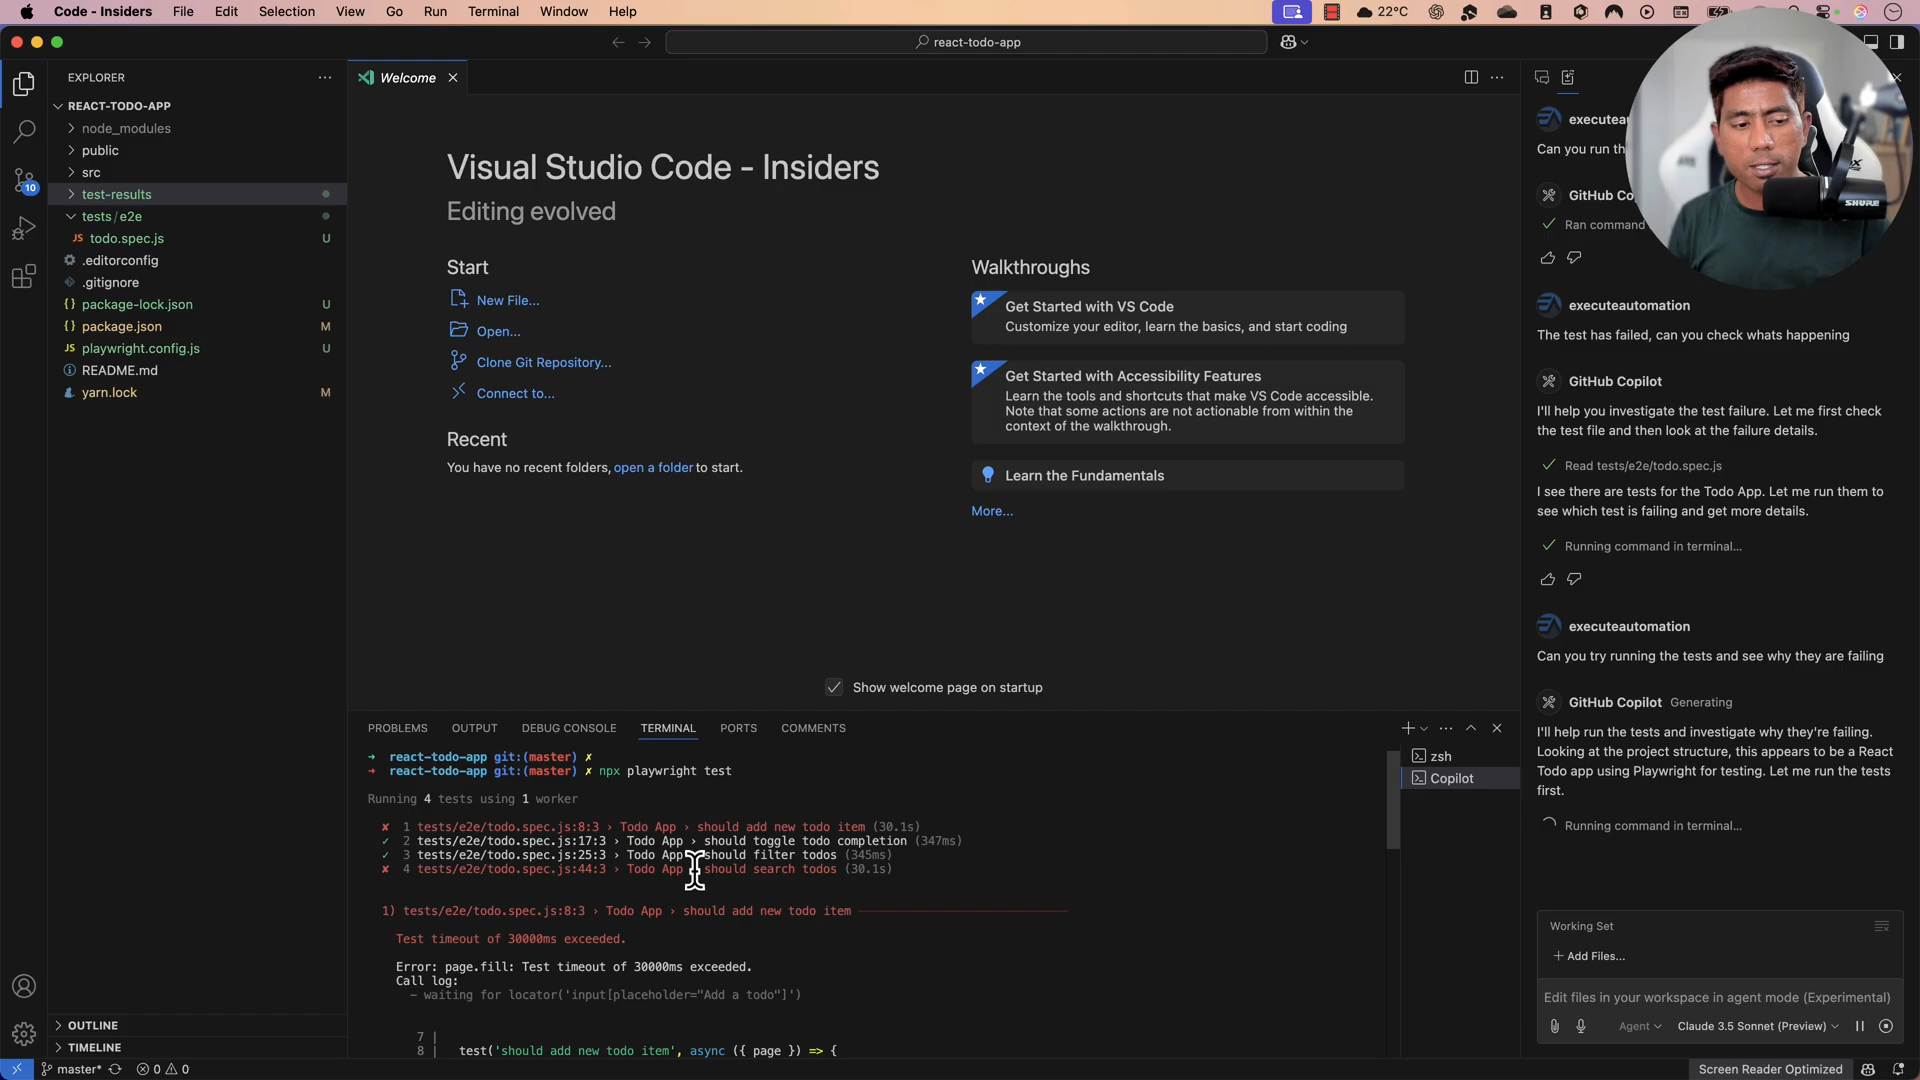 Code - Insiders File Edit Selection View Go Run Terminal Window Help
22°C
react-todo-app
EXPLORER
REACT-TODO-APP
node_modules
public
src
test-results
tests / e2e
JS todo.spec.js U
.editorconfig
.gitignore
{} package-lock.json U
{} package.json M
JS playwright.config.js U
README.md
yarn.lock M
10
OUTLINE
TIMELINE
Welcome
Visual Studio Code - Insiders
Editing evolved
Start
New File...
Open...
Clone Git Repository...
Connect to...
Recent
You have no recent folders, open a folder to start.
Walkthroughs
Get Started with VS Code
Customize your editor, learn the basics, and start coding
Get Started with Accessibility Features
Learn the tools and shortcuts that make VS Code accessible.
Note that some actions are not actionable from within the
context of the walkthrough.
Learn the Fundamentals
More...
Show welcome page on startup
PROBLEMS OUTPUT DEBUG CONSOLE TERMINAL PORTS COMMENTS
➜ react-todo-app git:(master) ✗
➜ react-todo-app git:(master) ✗ npx playwright test
Running 4 tests using 1 worker
✘ 1 tests/e2e/todo.spec.js:8:3 › Todo App › should add new todo item (30.1s)
✓ 2 tests/e2e/todo.spec.js:17:3 › Todo App › should toggle todo completion (347ms)
✓ 3 tests/e2e/todo.spec.js:25:3 › Todo App › should filter todos (345ms)
✘ 4 tests/e2e/todo.spec.js:44:3 › Todo App › should search todos (30.1s)
1) tests/e2e/todo.spec.js:8:3 › Todo App › should add new todo item
Test timeout of 30000ms exceeded.
Error: page.fill: Test timeout of 30000ms exceeded.
Call log:
- waiting for locator('input[placeholder="Add a todo"]')
7 |
8 | test('should add new todo item', async ({ page }) => {
zsh
Copilot
Can you run
GitHub
Ran command
executeautomation
The test has failed, can you check whats happening
GitHub Copilot
I'll help you investigate the test failure. Let me first check
the test file and then look at the failure details.
Read tests/e2e/todo.spec.js
I see there are tests for the Todo App. Let me run them to
see which test is failing and get more details.
Running command in terminal...
executeautomation
Can you try running the tests and see why they are failing
GitHub Copilot Generating
I'll help run the tests and investigate why they're failing.
Looking at the project structure, this appears to be a React
Todo app using Playwright for testing. Let me run the tests
first.
Running command in terminal...
Working Set
+ Add Files...
Edit files in your workspace in agent mode (Experimental)
Agent Claude 3.5 Sonnet (Preview)
SHURE
master* 0 0
Screen Reader Optimized